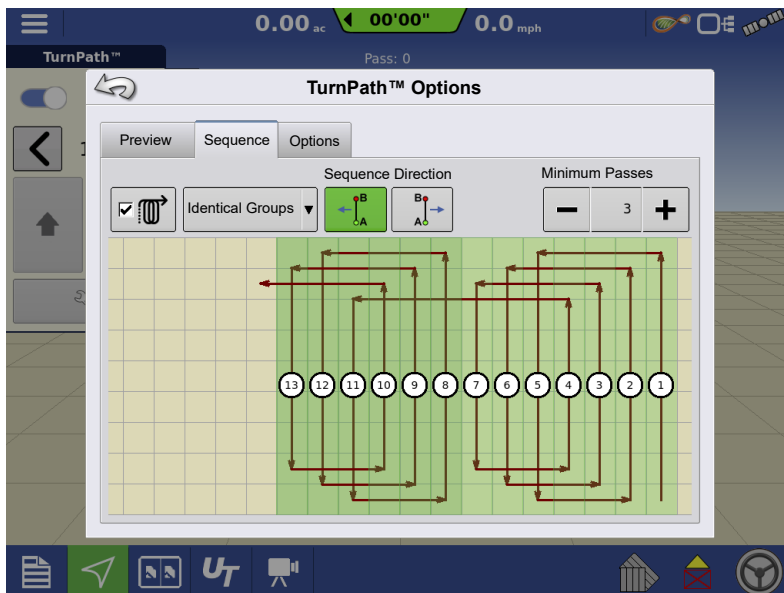 0.00 ac
00'00"
0.0 mph
TurnPath™
Pass: 0
TurnPath™ Options
Preview
Sequence
Options
Sequence Direction
Minimum Passes
Identical Groups
B
A
B
A
3
13 12 11 10 9 8 7 6 5 4 3 2 1
UT